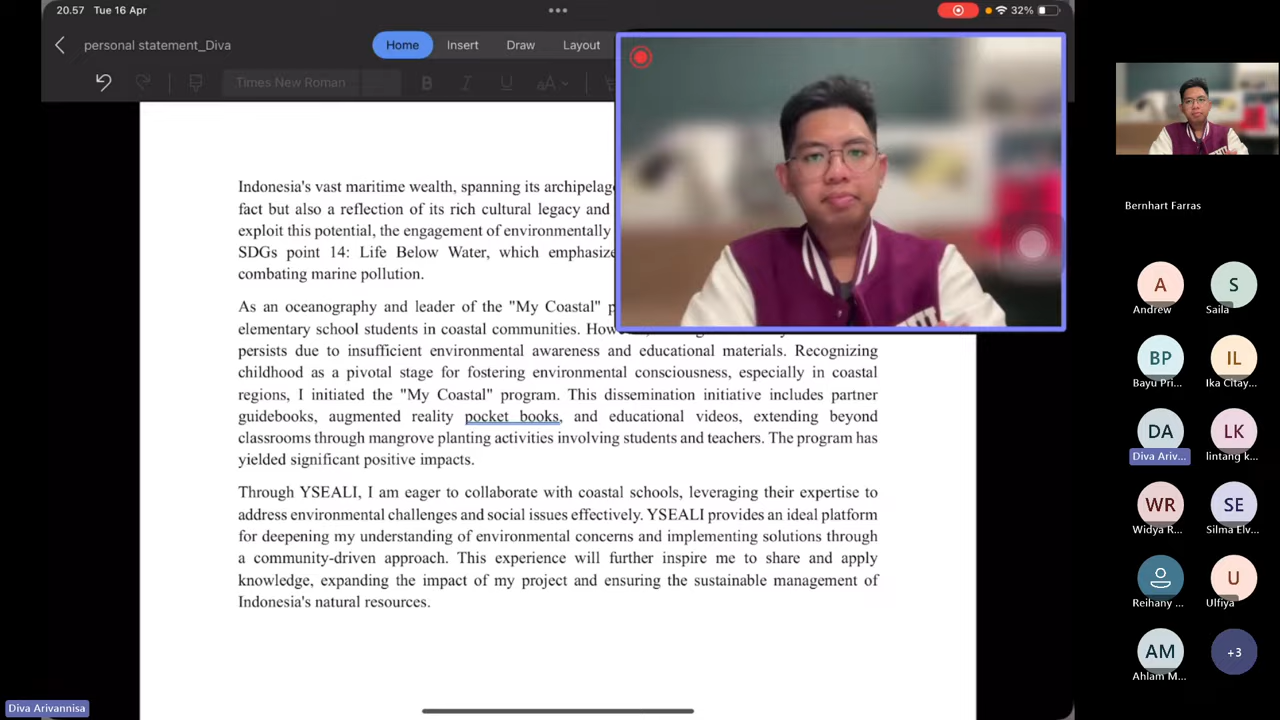 20.57 Tue 16 Apr
32%
personal statement_Diva
Home Insert Draw Layout
Times New Roman
B I U aA
Indonesia's vast maritime wealth, spanning its
fact but also a reflection of its rich cultural legacy and
exploit this potential, the engagement of environmentally
SDGs point 14: Life Below Water, which
combating marine pollution.
As an oceanography and leader of the "My Coastal"
elementary school students in coastal communities.
persists due to insufficient environmental awareness and educational materials. Recognizing
childhood as a pivotal stage for fostering environmental consciousness, especially in coastal
regions, I initiated the "My Coastal" program. This dissemination initiative includes partner
guidebooks, augmented reality pocket books, and educational videos, extending beyond
classrooms through mangrove planting activities involving students and teachers. The program has
yielded significant positive impacts.
Through YSEALI, I am eager to collaborate with coastal schools, leveraging their expertise to
address environmental challenges and social issues effectively. YSEALI provides an ideal platform
for deepening my understanding of environmental concerns and implementing solutions through
a community-driven approach. This experience will further inspire me to share and apply
knowledge, expanding the impact of my project and ensuring the sustainable management of
Indonesia's natural resources.
Diva Arivannisa
Bernhart Farras
A S
Andrew Saila
BP IL
Bayu Pri... Ika Citay...
DA LK
Diva Ariv... lintang k...
WR SE
Widya R... Silma Elv...
U
Reihany ... Ulfiya
AM +3
Ahlam M...